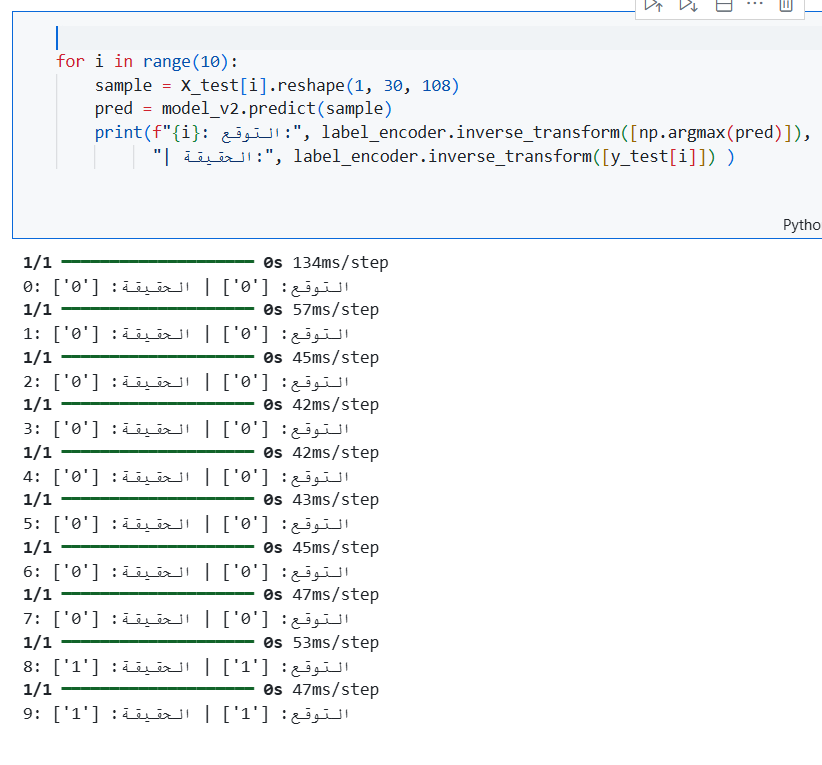 for i in range(10):
    sample = X_test[i].reshape(1, 30, 108)
    pred = model_v2.predict(sample)
    print(f"{i}: التوقع:", label_encoder.inverse_transform([np.argmax(pred)]),
          "| الحقيقة:", label_encoder.inverse_transform([y_test[i]]) )
Pytho
1/1 ━━━━━━━━━━━━━━━━━━━━ 0s 134ms/step
0: التوقع: ['0'] | الحقيقة: ['0']
1/1 ━━━━━━━━━━━━━━━━━━━━ 0s 57ms/step
1: التوقع: ['0'] | الحقيقة: ['0']
1/1 ━━━━━━━━━━━━━━━━━━━━ 0s 45ms/step
2: التوقع: ['0'] | الحقيقة: ['0']
1/1 ━━━━━━━━━━━━━━━━━━━━ 0s 42ms/step
3: التوقع: ['0'] | الحقيقة: ['0']
1/1 ━━━━━━━━━━━━━━━━━━━━ 0s 42ms/step
4: التوقع: ['0'] | الحقيقة: ['0']
1/1 ━━━━━━━━━━━━━━━━━━━━ 0s 43ms/step
5: التوقع: ['0'] | الحقيقة: ['0']
1/1 ━━━━━━━━━━━━━━━━━━━━ 0s 45ms/step
6: التوقع: ['0'] | الحقيقة: ['0']
1/1 ━━━━━━━━━━━━━━━━━━━━ 0s 47ms/step
7: التوقع: ['0'] | الحقيقة: ['0']
1/1 ━━━━━━━━━━━━━━━━━━━━ 0s 53ms/step
8: التوقع: ['1'] | الحقيقة: ['1']
1/1 ━━━━━━━━━━━━━━━━━━━━ 0s 47ms/step
9: التوقع: ['1'] | الحقيقة: ['1']